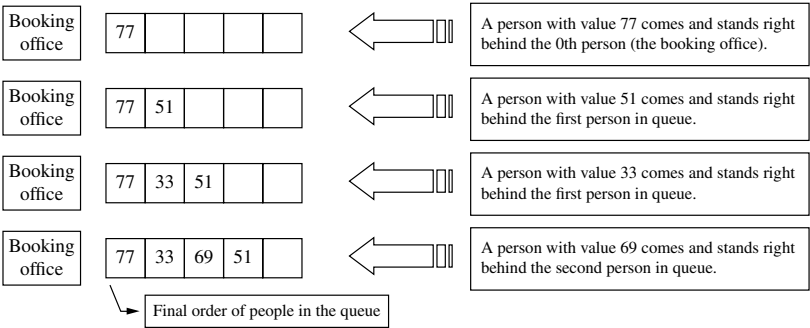 Booking
office
77
A person with value 77 comes and stands right
behind the 0th person (the booking office).
Booking
office
77 51
A person with value 51 comes and stands right
behind the first person in queue.
Booking
office
77 33 51
A person with value 33 comes and stands right
behind the first person in queue.
Booking
office
77 33 69 51
A person with value 69 comes and stands right
behind the second person in queue.
Final order of people in the queue